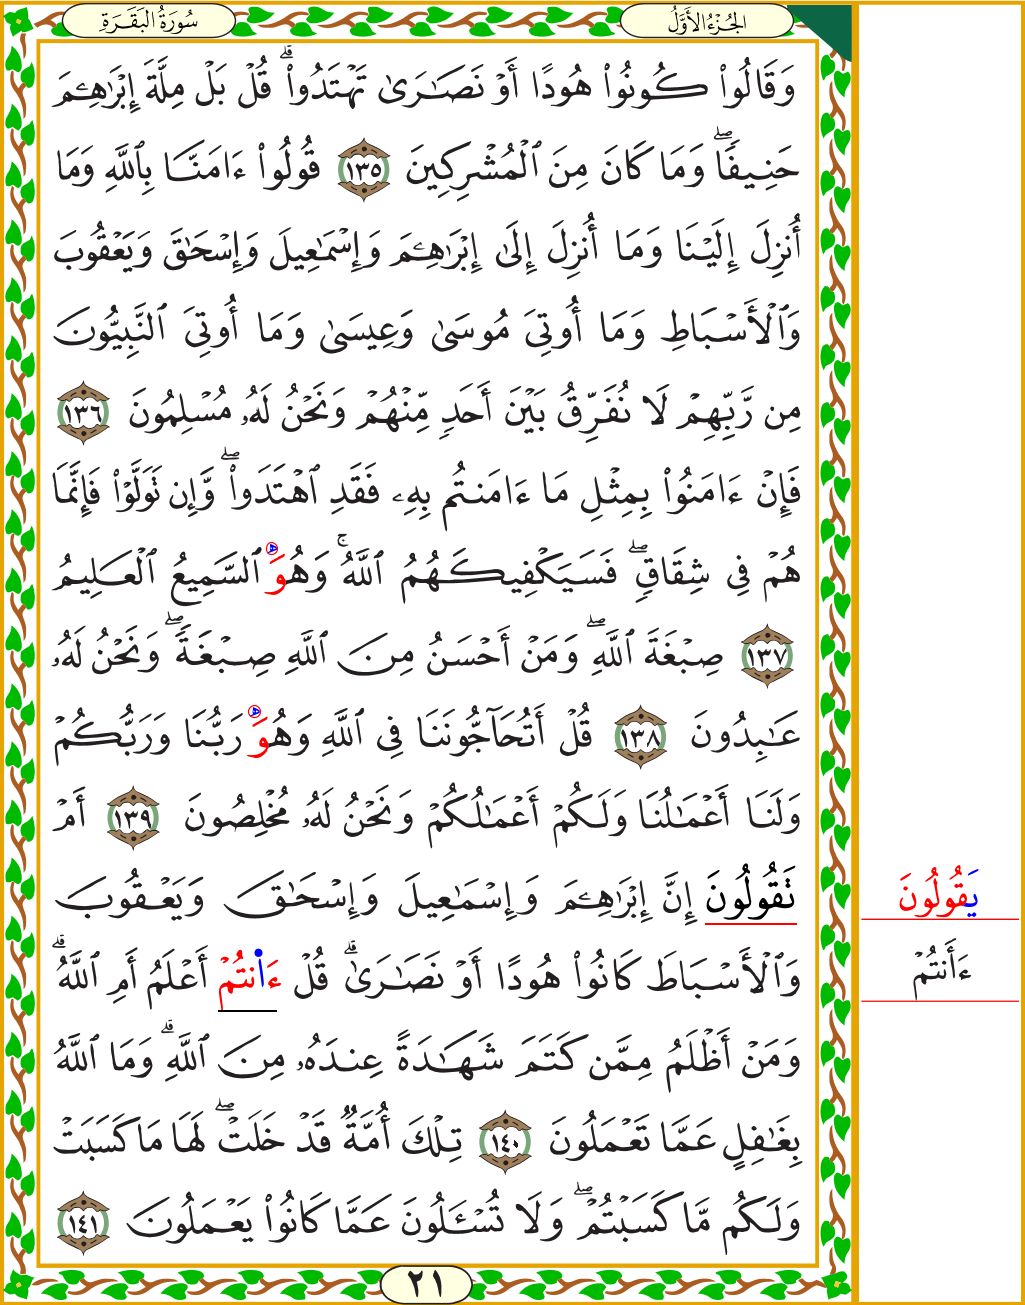 الجُزْءُ الأَوَّلُ
سُورَةُ البَقَرَةِ
وَقَالُوا۟ كُونُوا۟ هُودًا أَوْ نَصَـٰرَىٰ تَهْتَدُوا۟ ۗ قُلْ بَلْ مِلَّةَ إِبْرَٰهِـۧمَ
حَنِيفًا ۖ وَمَا كَانَ مِنَ ٱلْمُشْرِكِينَ ١٣٥ قُولُوٓا۟ ءَامَنَّا بِٱللَّهِ وَمَا
أُنزِلَ إِلَيْنَا وَمَا أُنزِلَ إِلَىٰ إِبْرَٰهِـۧمَ وَإِسْمَـٰعِيلَ وَإِسْحَـٰقَ وَيَعْقُوبَ
وَٱلْأَسْبَاطِ وَمَا أُوتِىَ مُوسَىٰ وَعِيسَىٰ وَمَا أُوتِىَ ٱلنَّبِيُّونَ
مِن رَّبِّهِمْ لَا نُفَرِّقُ بَيْنَ أَحَدٍ مِّنْهُمْ وَنَحْنُ لَهُۥ مُسْلِمُونَ ١٣٦
فَإِنْ ءَامَنُوا۟ بِمِثْلِ مَا ءَامَنتُم بِهِۦ فَقَدِ ٱهْتَدَوا۟ ۖ وَّإِن تَوَلَّوْا۟ فَإِنَّمَا
هُمْ فِى شِقَاقٍ ۖ فَسَيَكْفِيكَهُمُ ٱللَّهُ ۚ وَهُوَ ٱلسَّمِيعُ ٱلْعَلِيمُ
١٣٧ صِبْغَةَ ٱللَّهِ ۖ وَمَنْ أَحْسَنُ مِنَ ٱللَّهِ صِبْغَةً ۖ وَنَحْنُ لَهُۥ
عَـٰبِدُونَ ١٣٨ قُلْ أَتُحَآجُّونَنَا فِى ٱللَّهِ وَهُوَ رَبُّنَا وَرَبُّكُمْ
وَلَنَا أَعْمَـٰلُنَا وَلَكُمْ أَعْمَـٰلُكُمْ وَنَحْنُ لَهُۥ مُخْلِصُونَ ١٣٩ أَمْ
تَقُولُونَ إِنَّ إِبْرَٰهِـۧمَ وَإِسْمَـٰعِيلَ وَإِسْحَـٰقَ وَيَعْقُوبَ
يَقُولُونَ
وَٱلْأَسْبَاطَ كَانُوا۟ هُودًا أَوْ نَصَـٰرَىٰ ۗ قُلْ ءَاْنتُمْ أَعْلَمُ أَمِ ٱللَّهُ ۗ
ءَأَنتُمْ
وَمَنْ أَظْلَمُ مِمَّن كَتَمَ شَهَـٰدَةً عِندَهُۥ مِنَ ٱللَّهِ ۗ وَمَا ٱللَّهُ
بِغَـٰفِلٍ عَمَّا تَعْمَلُونَ ١٤٠ تِلْكَ أُمَّةٌ قَدْ خَلَتْ ۖ لَهَا مَا كَسَبَتْ
وَلَكُم مَّا كَسَبْتُمْ ۖ وَلَا تُسْـَٔلُونَ عَمَّا كَانُوا۟ يَعْمَلُونَ ١٤١
٢١